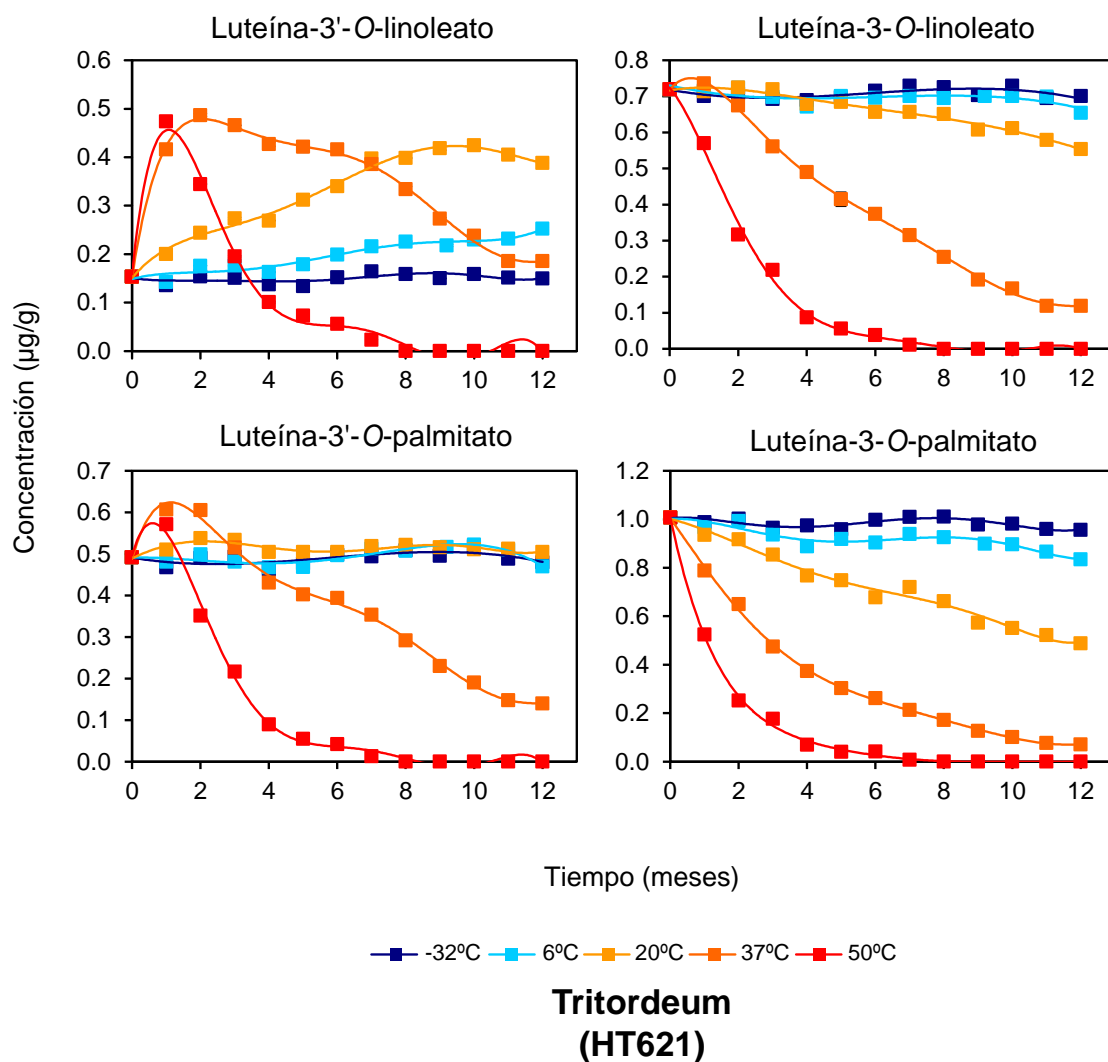 Luteína-3'-O-linoleato
0.6
0.5
0.4
0.3
0.2
0.1
0.0
0 2 4 6 8 10 12
Luteína-3-O-linoleato
0.8
0.7
0.6
0.5
0.4
0.3
0.2
0.1
0.0
0 2 4 6 8 10 12
Concentración (µg/g)
Luteína-3'-O-palmitato
0.7
0.6
0.5
0.4
0.3
0.2
0.1
0.0
0 2 4 6 8 10 12
Luteína-3-O-palmitato
1.2
1.0
0.8
0.6
0.4
0.2
0.0
0 2 4 6 8 10 12
Tiempo (meses)
-32ºC 6ºC 20ºC 37ºC 50ºC
Tritordeum
(HT621)